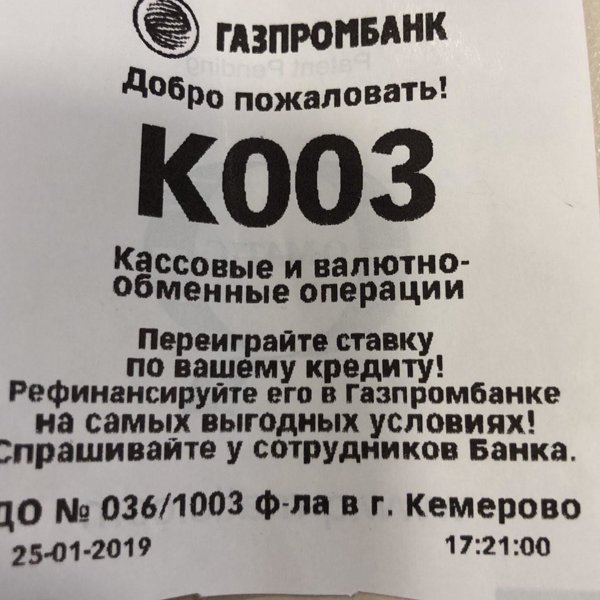 ГАЗПРОМБАНК
Добро пожаловать!
К003
Кассовые и валютно-
обменные операции
Переиграйте ставку
по вашему кредиту!
Рефинансируйте его в Газпромбанке
на самых выгодных условиях!
Спрашивайте у сотрудников Банка.
ДО № 036/1003 ф-ла в г. Кемерово
25-01-2019 17:21:00